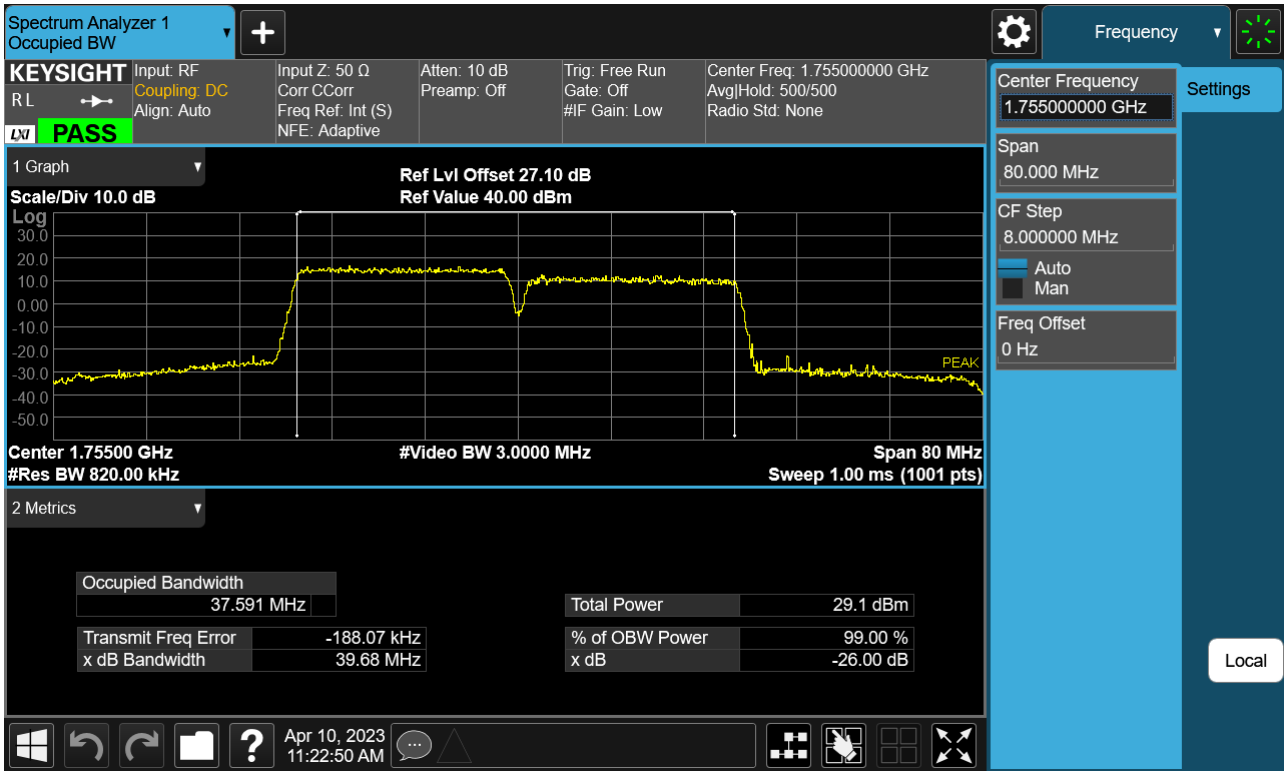 Spectrum Analyzer 1
Occupied BW
+
Frequency
KEYSIGHT
R L
LXI PASS
Input: RF
Coupling: DC
Align: Auto
Input Z: 50 Ω
Corr CCorr
Freq Ref: Int (S)
NFE: Adaptive
Atten: 10 dB
Preamp: Off
Trig: Free Run
Gate: Off
#IF Gain: Low
Center Freq: 1.755000000 GHz
Avg|Hold: 500/500
Radio Std: None
1 Graph
Scale/Div 10.0 dB
Ref Lvl Offset 27.10 dB
Ref Value 40.00 dBm
Log
30.0
20.0
10.0
0.00
-10.0
-20.0
-30.0
-40.0
-50.0
PEAK
Center 1.75500 GHz
#Video BW 3.0000 MHz
Span 80 MHz
#Res BW 820.00 kHz
Sweep 1.00 ms (1001 pts)
2 Metrics
Occupied Bandwidth
37.591 MHz
Total Power 29.1 dBm
Transmit Freq Error -188.07 kHz
% of OBW Power 99.00 %
x dB Bandwidth 39.68 MHz
x dB -26.00 dB
?
Apr 10, 2023
11:22:50 AM
Center Frequency
1.755000000 GHz
Span
80.000 MHz
CF Step
8.000000 MHz
Auto
Man
Freq Offset
0 Hz
Settings
Local